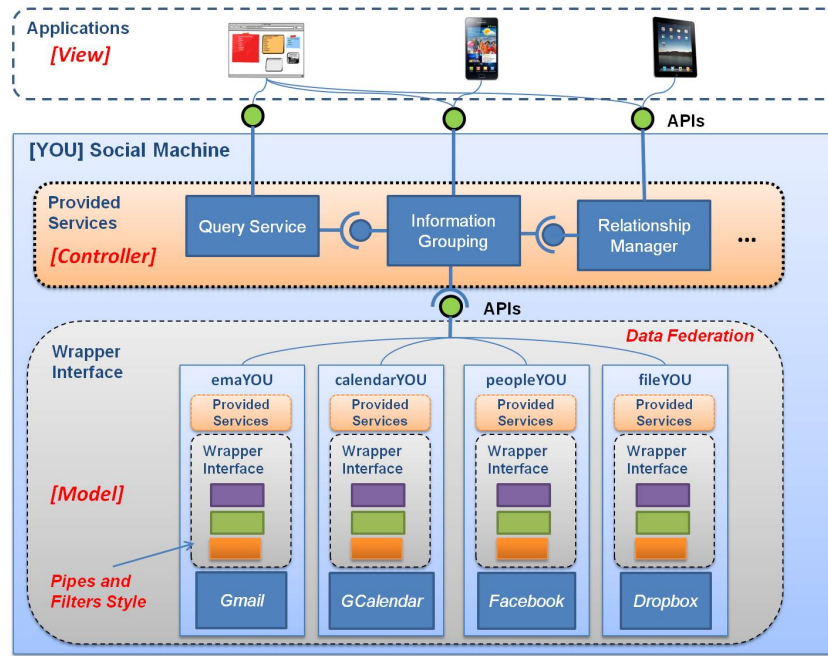 Applications
[View]
APIs
[YOU] Social Machine
Provided
Services
[Controller]
Query Service
Information
Grouping
Relationship
Manager
...
APIs
Data Federation
Wrapper
Interface
emaYOU
calendarYOU
peopleYOU
fileYOU
Provided
Services
Provided
Services
Provided
Services
Provided
Services
Wrapper
Interface
Wrapper
Interface
Wrapper
Interface
Wrapper
Interface
[Model]
Pipes and
Filters Style
Gmail
GCalendar
Facebook
Dropbox